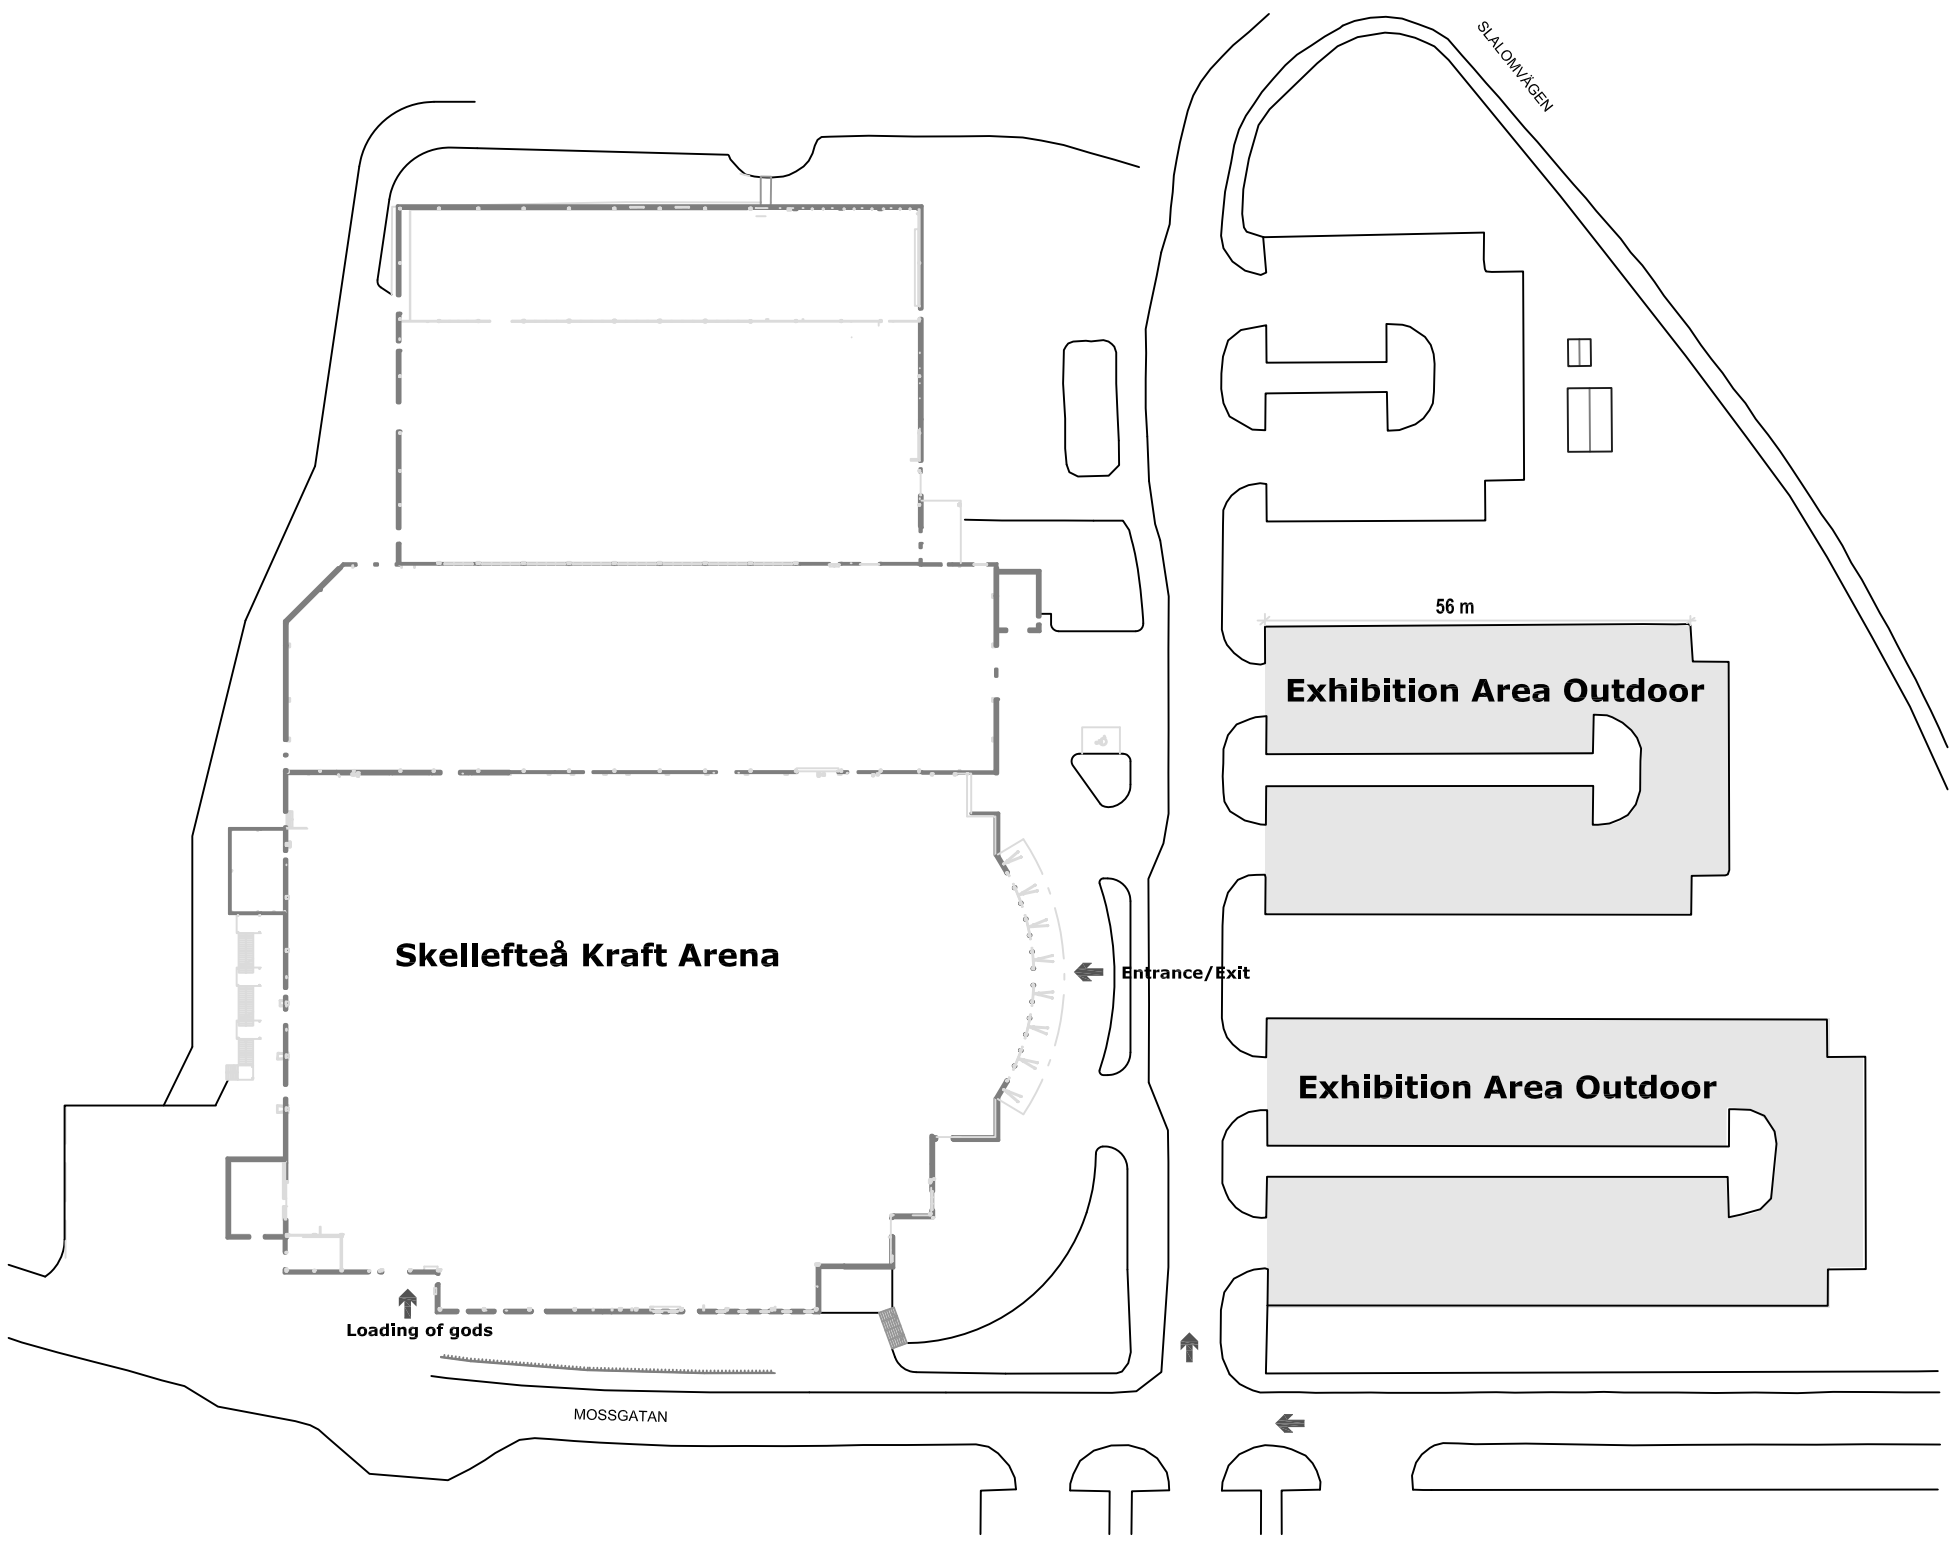 SLALOMVÄGEN
56 m
Exhibition Area Outdoor
Skellefteå Kraft Arena
Entrance/Exit
Exhibition Area Outdoor
Loading of gods
MOSSGATAN